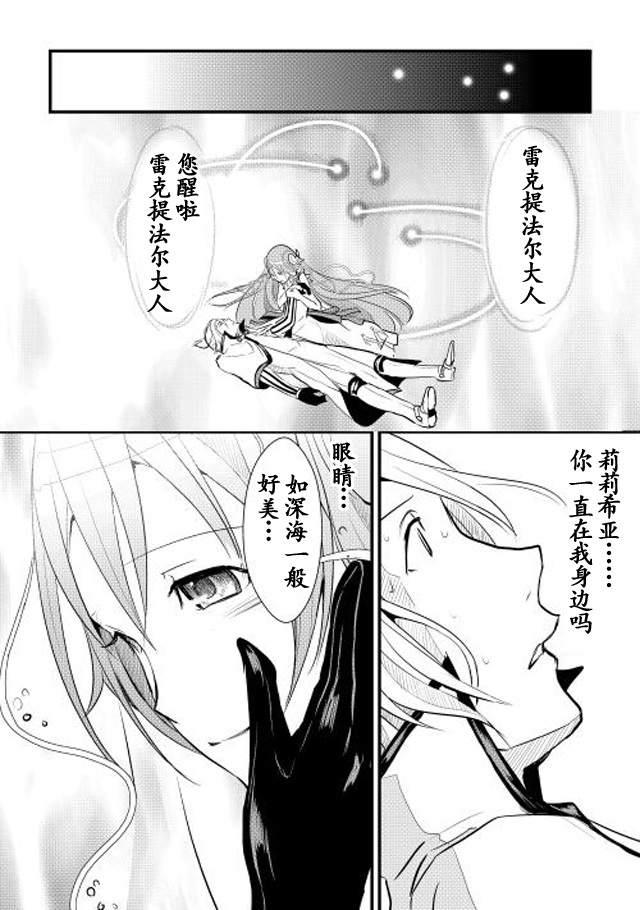 雷克提法尔大人
您醒啦
雷克提法尔大人
莉莉希亚……
你一直在我身边吗
眼睛…
如深海一般
好美…